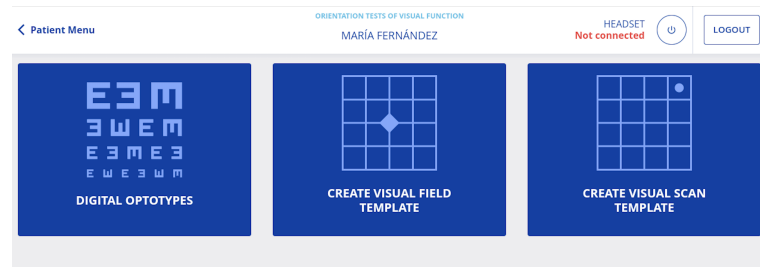 ORIENTATION TESTS OF VISUAL FUNCTION
Patient Menu
MARÍA FERNÁNDEZ
HEADSET
Not connected
LOGOUT
E Ǝ M
Ǝ W E M
E Ǝ M E Ǝ
E W E Ǝ W M
DIGITAL OPTOTYPES
CREATE VISUAL FIELD
TEMPLATE
CREATE VISUAL SCAN
TEMPLATE